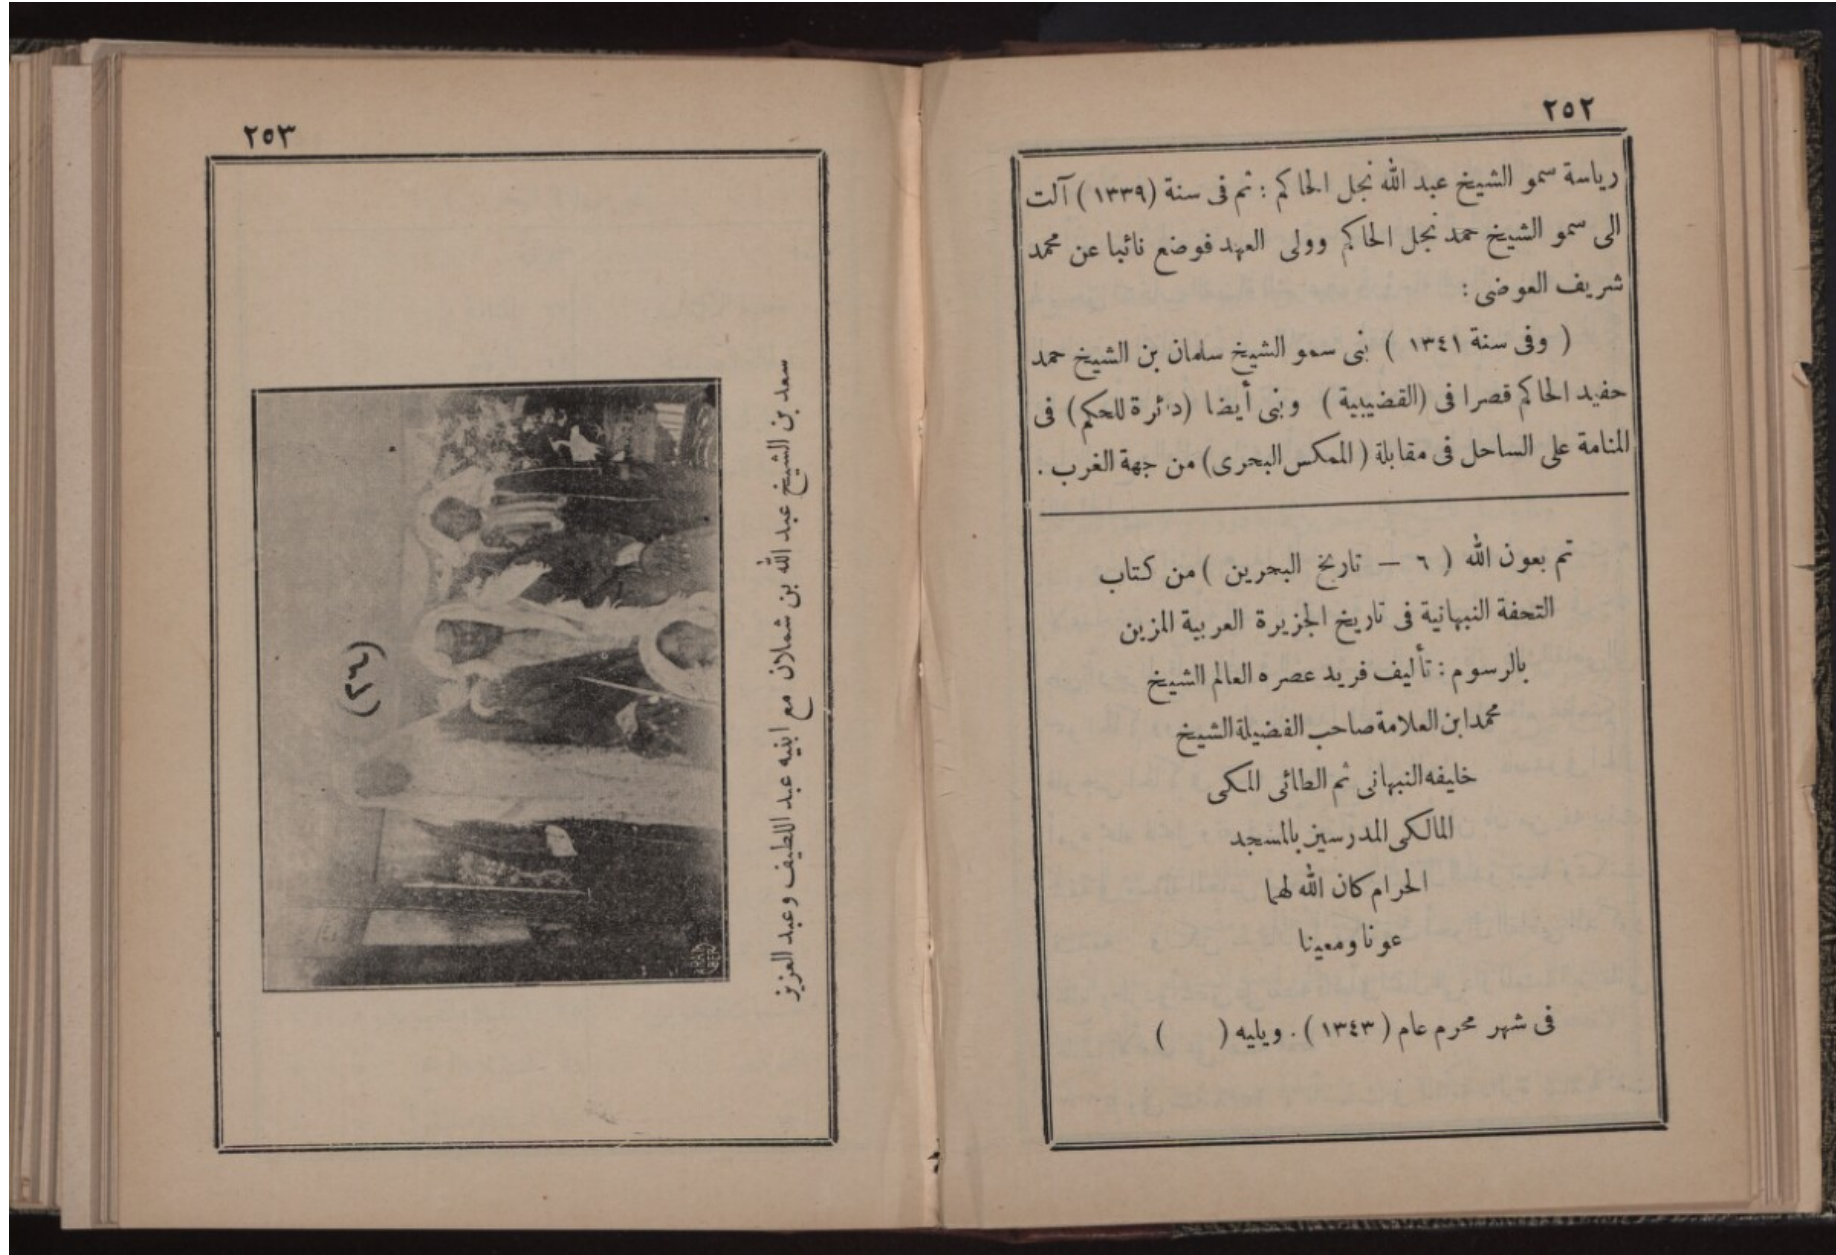 ٢٥٢
رياسة سمو الشيخ عبد الله نجل الحاكم : ثم فى سنة (١٣٣٩) آلت
الى سمو الشيخ حمد نجل الحاكم وولى العهد فوضع نائبا عن محمد
شريف العوضى :
( وفى سنة ١٣٤١ ) بنى سمو الشيخ سلمان بن الشيخ حمد
حفيد الحاكم قصرا فى (القضيبية) وبنى أيضا (دائرة للحكم) فى
المنامة على الساحل فى مقابلة (المكس البحرى) من جهة الغرب .
تم بعون الله ( ٦ — تاريخ البحرين ) من كتاب
التحفة النبهانية فى تاريخ الجزيرة العربية المزين
بالرسوم : تأليف فريد عصره العالم الشيخ
محمد ابن العلامة صاحب الفضيلة الشيخ
خليفه النبهانى ثم الطائى المكى
المالكى المدرسين بالمسجد
الحرام كان الله لهما
عونا ومعينا
فى شهر محرم عام (١٣٤٣) . ويليه ( )
٢٥٣
(٢٦)
سعد بن الشيخ عبد الله بن شملان مع ابنيه عبد اللطيف وعبد العزيز